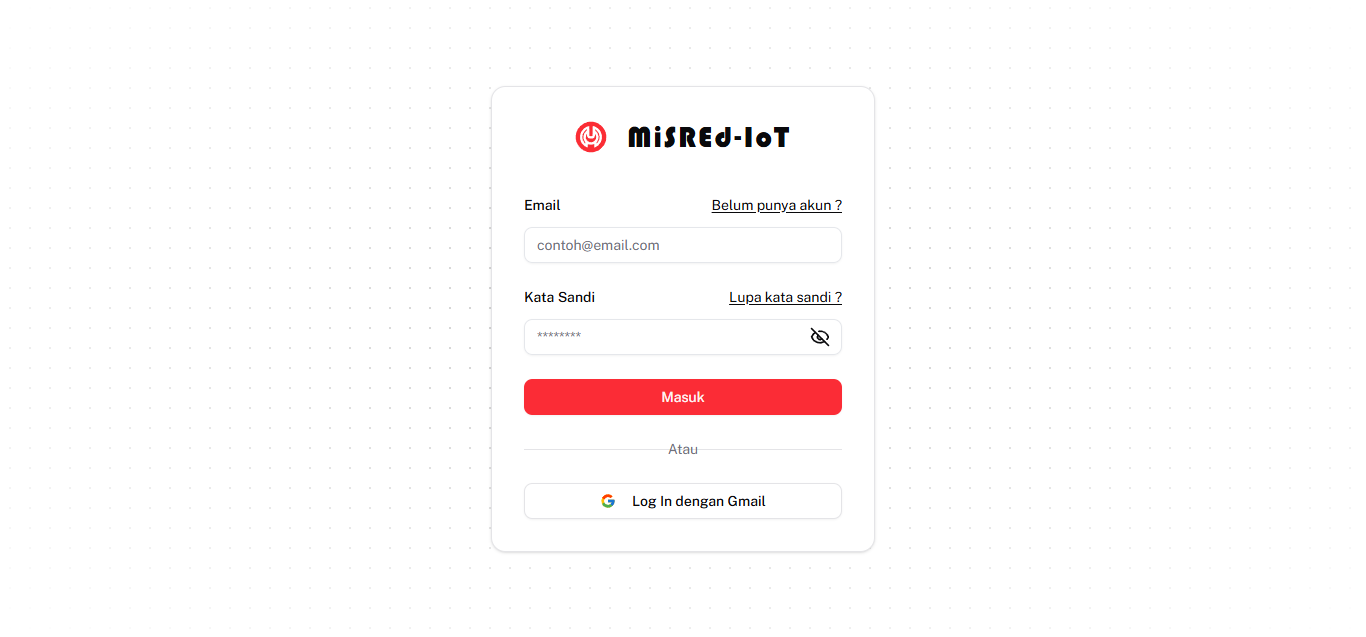 MiSREd-IoT
Email Belum punya akun ?
contoh@email.com
Kata Sandi Lupa kata sandi ?
********
Masuk
Atau
Log In dengan Gmail